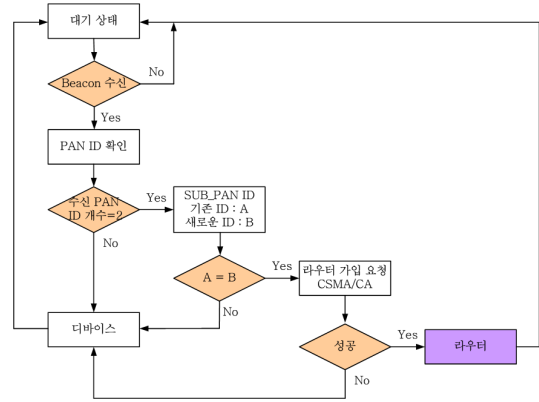 대기 상태
No
Beacon 수신
Yes
PAN ID 확인
수신 PAN
ID 개수=2
Yes
No
SUB_PAN ID
기존 ID : A
새로운 ID : B
A = B
Yes
No
라우터 가입 요청
CSMA/CA
디바이스
성공
Yes
No
라우터